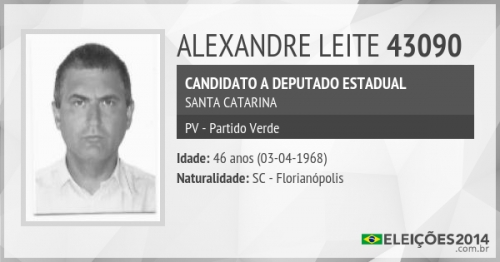 ALEXANDRE LEITE 43090
CANDIDATO A DEPUTADO ESTADUAL
SANTA CATARINA
PV - Partido Verde
Idade: 46 anos (03-04-1968)
Naturalidade: SC - Florianópolis
ELEIÇÕES2014
.com.br